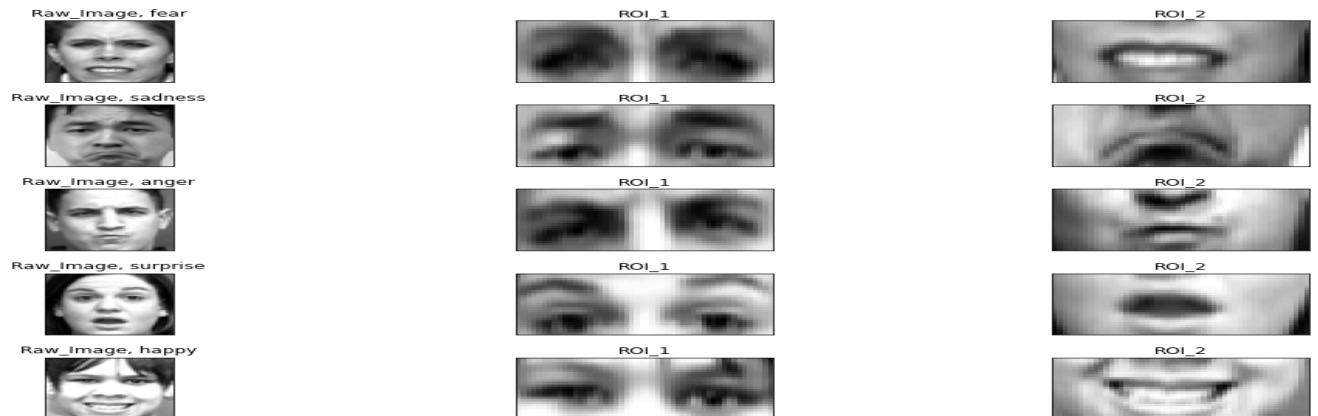 Raw_Image, fear ROI_1 ROI_2
Raw_Image, sadness ROI_1 ROI_2
Raw_Image, anger ROI_1 ROI_2
Raw_Image, surprise ROI_1 ROI_2
Raw_Image, happy ROI_1 ROI_2